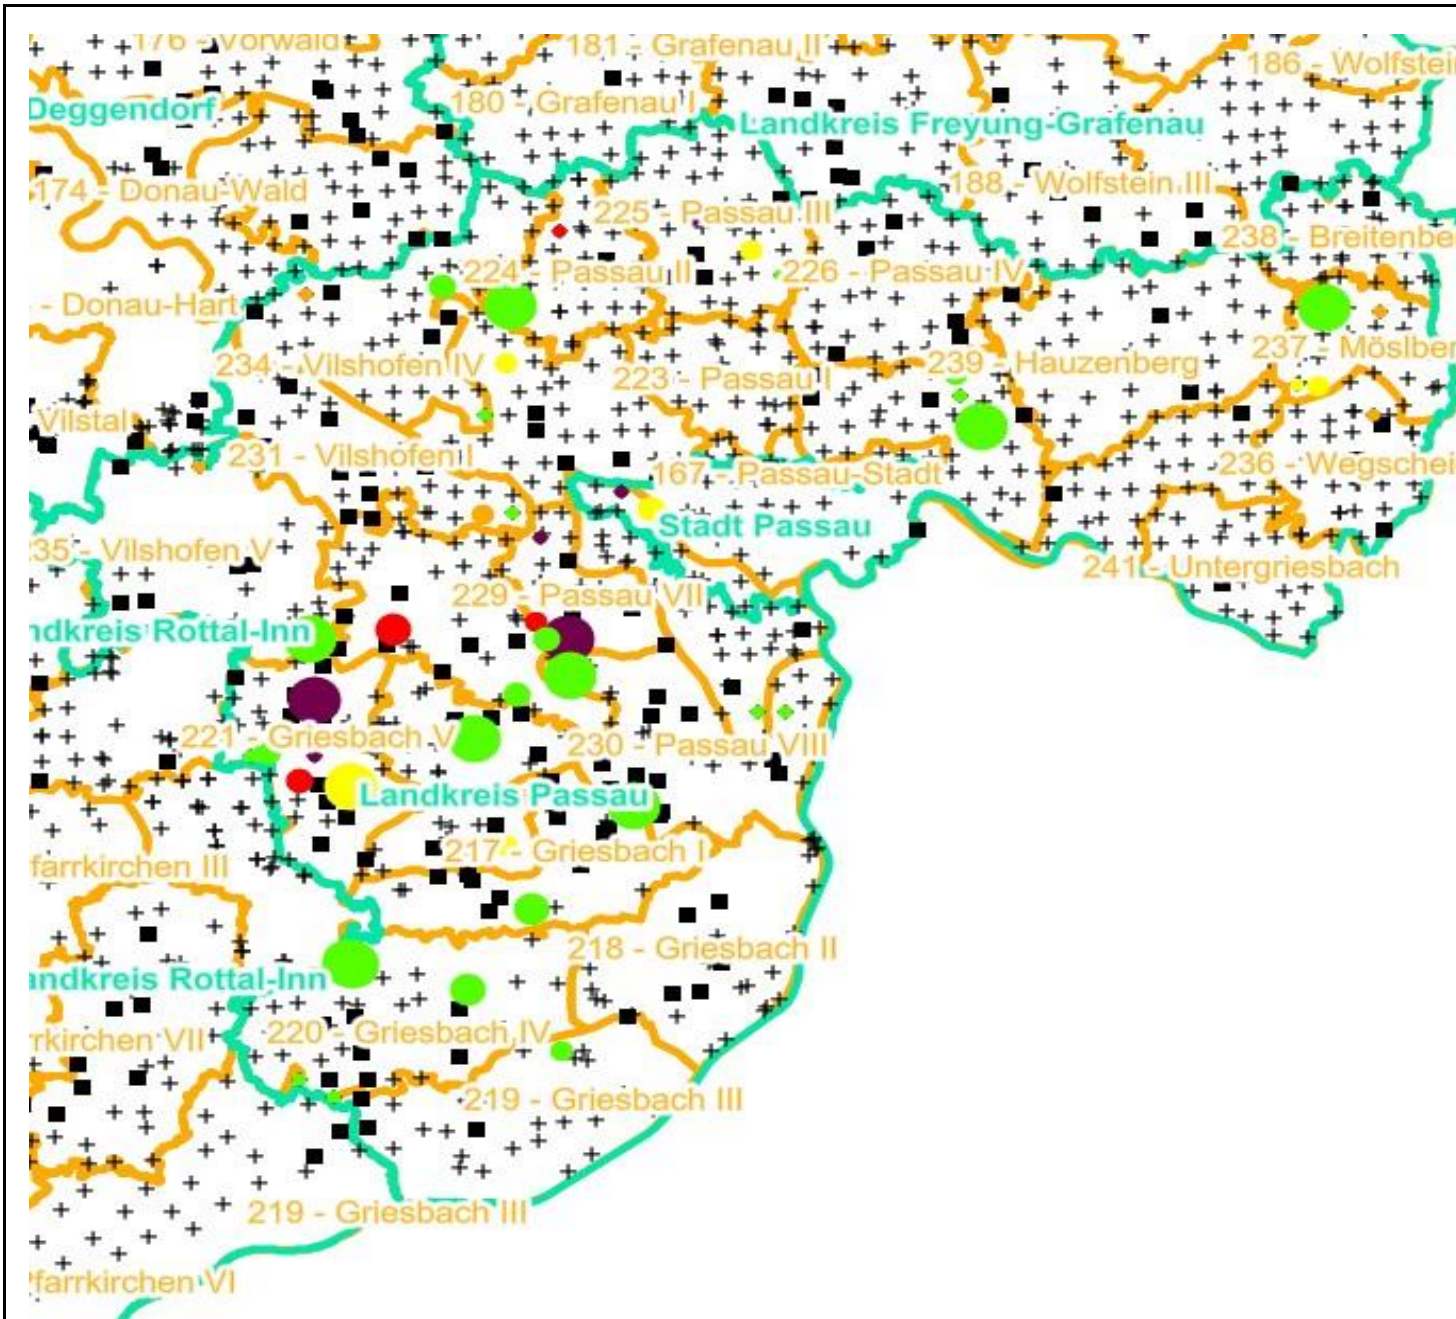 176 - Vorwald
181 - Grafenau II
186 - Wolfstei
Deggendorf
180 - Grafenau I
Landkreis Freyung-Grafenau
174 - Donau-Wald
188 - Wolfstein III
225 - Passau III
238 - Breitenbe
224 - Passau II
226 - Passau IV
- Donau-Hart
234 - Vilshofen IV
223 - Passau I
239 - Hauzenberg
237 - Möslber
Vilstal
231 - Vilshofen I
167 - Passau-Stadt
236 - Wegschei
Stadt Passau
35 - Vilshofen V
241 - Untergriesbach
229 - Passau VII
ndkreis Rottal-Inn
221 - Griesbach V
230 - Passau VIII
Landkreis Passau
217 - Griesbach I
farrkirchen III
218 - Griesbach II
andkreis Rottal-Inn
220 - Griesbach IV
rrkirchen VII
219 - Griesbach III
219 - Griesbach III
farrkirchen VI